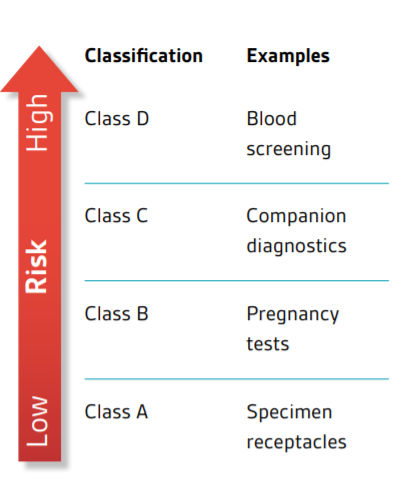 Classification Examples
High
Class D Blood
screening
Risk
Class C Companion
diagnostics
Class B Pregnancy
tests
Low
Class A Specimen
receptacles